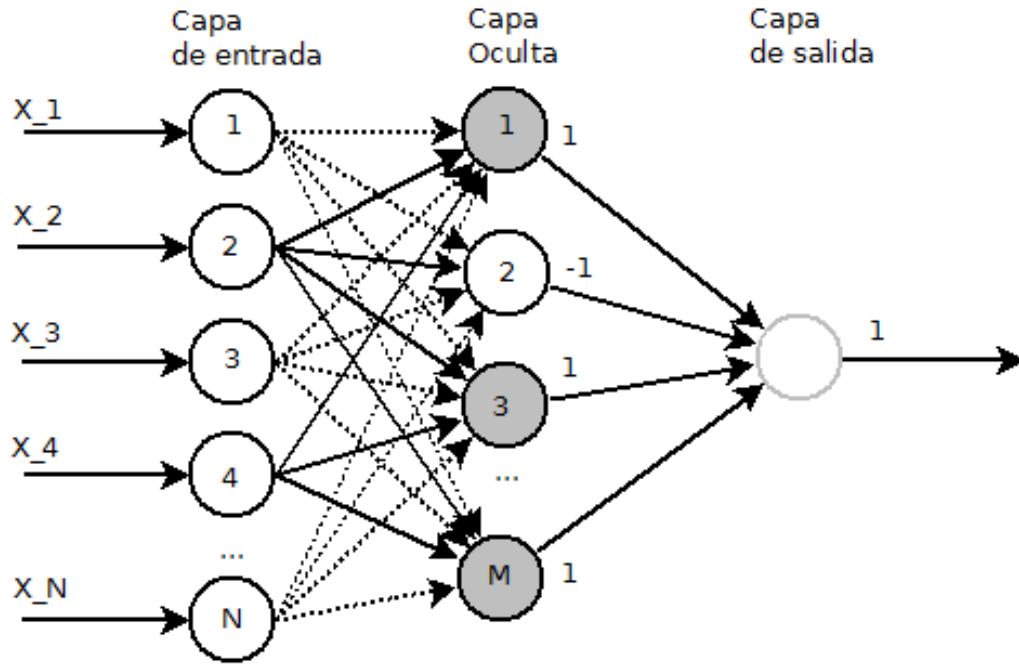 Capa
de entrada
Capa
Oculta
Capa
de salida
X_1
1
1
1
X_2
2
2
-1
X_3
3
1
1
3
X_4
4
...
...
M
1
X_N
N